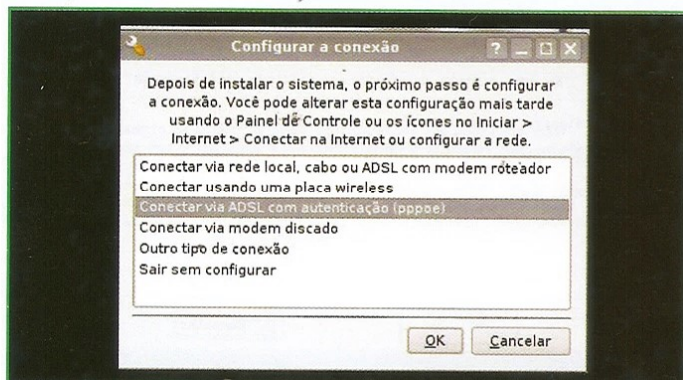 Configurar a conexão
Depois de instalar o sistema, o próximo passo é configurar
a conexão. Você pode alterar esta configuração mais tarde
usando o Painel de Controle ou os ícones no Iniciar >
Internet > Conectar na Internet ou configurar a rede.
Conectar via rede local, cabo ou ADSL com modem roteador
Conectar usando uma placa wireless
Conectar via ADSL com autenticação (pppoe)
Conectar via modem discado
Outro tipo de conexão
Sair sem configurar
OK Cancelar